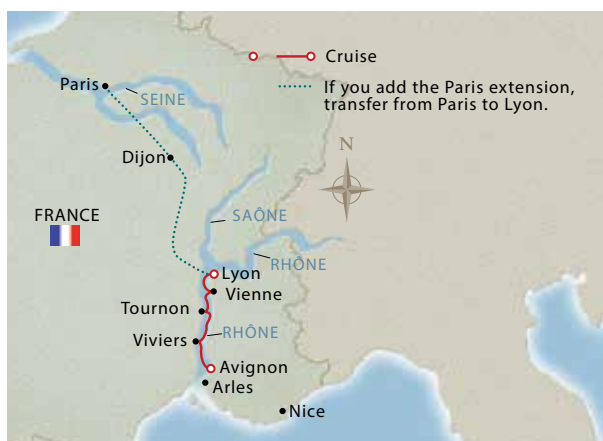 Cruise
If you add the Paris extension,
transfer from Paris to Lyon.
Paris
SEINE
Dijon
N
FRANCE
SAÔNE
RHÔNE
Lyon
Vienne
Tournon
RHÔNE
Viviers
Avignon
Arles
Nice